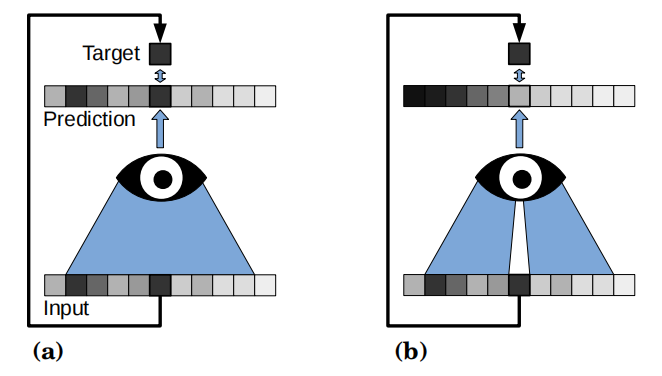 Target
Prediction
Input
(a)
(b)